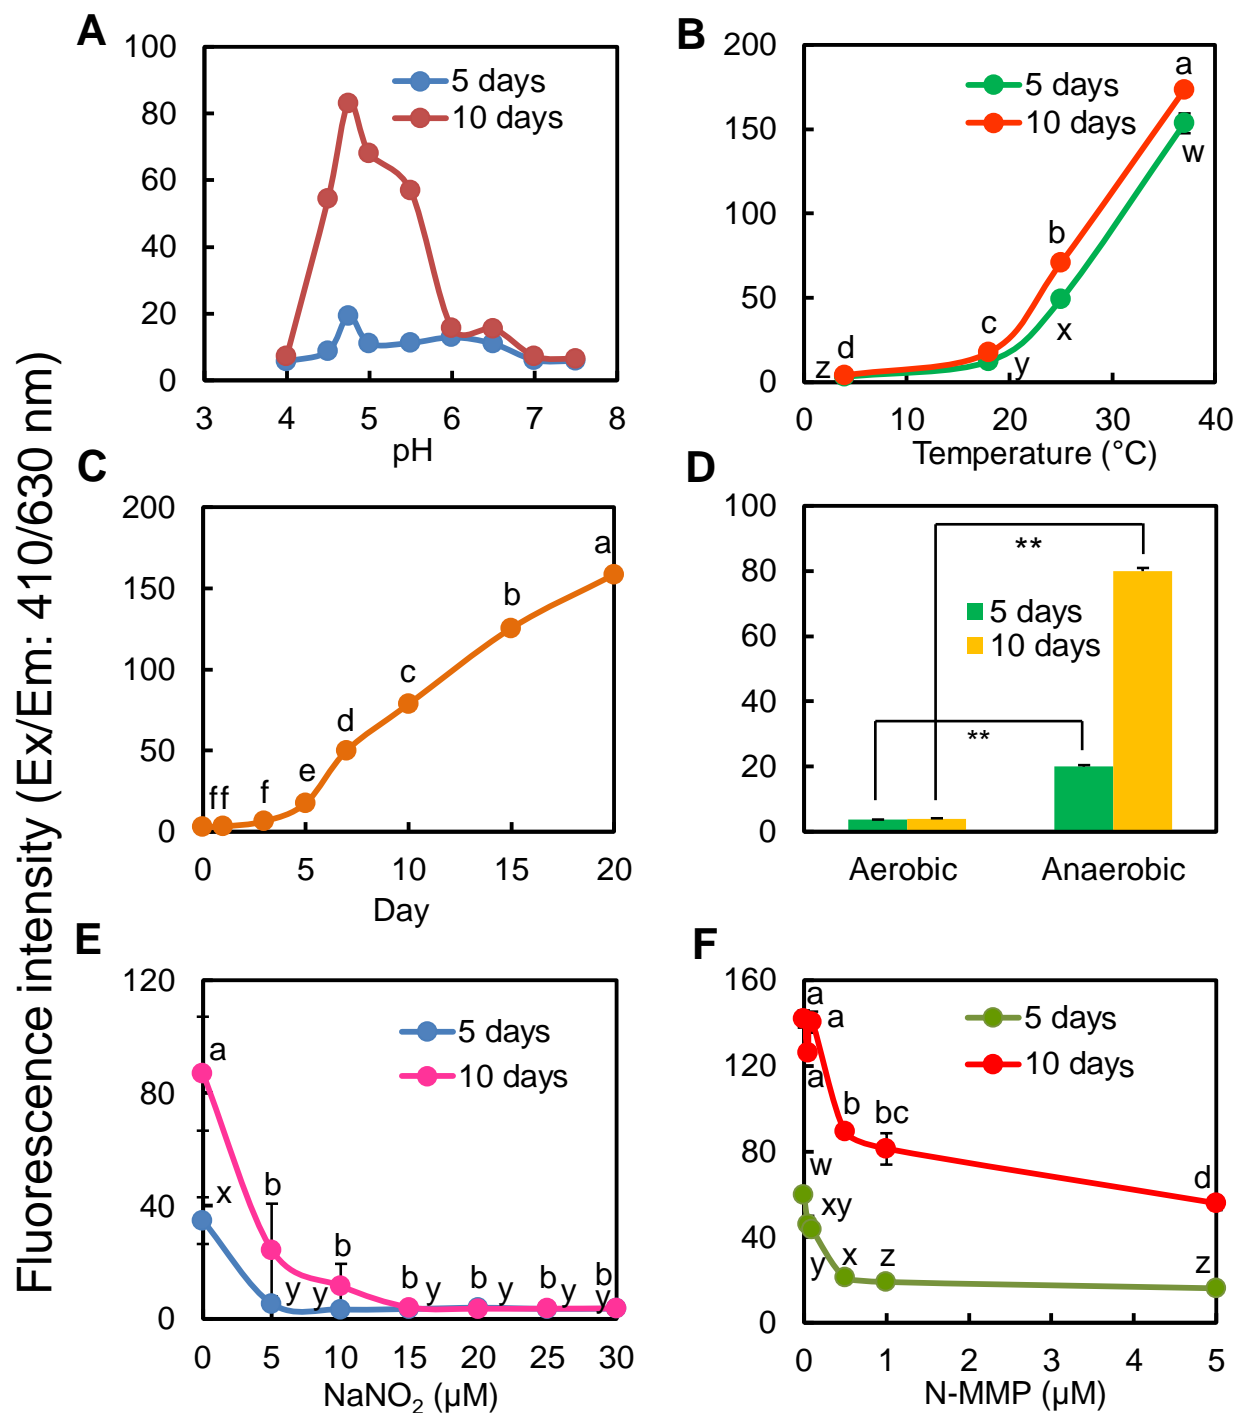 Fluorescence intensity (Ex/Em: 410/630 nm)
A
100
80
60
40
20
0
3 4 5 6 7 8
pH
5 days
10 days
B
200
150
100
50
0
0 10 20 30 40
Temperature (°C)
5 days
10 days
a
w
b
x
c
y
d
z
C
200
150
100
50
0
0 5 10 15 20
Day
f f f e d c b a
D
100
80
60
40
20
0
Aerobic Anaerobic
5 days
10 days
**
**
E
120
80
40
0
0 5 10 15 20 25 30
NaNO₂ (μM)
5 days
10 days
a
x
b
b
b b b b
y y y y y y
F
160
120
80
40
0
0 1 2 3 4 5
N-MMP (μM)
5 days
10 days
a
a
a
b
bc
d
w
xy
y
x
z
z